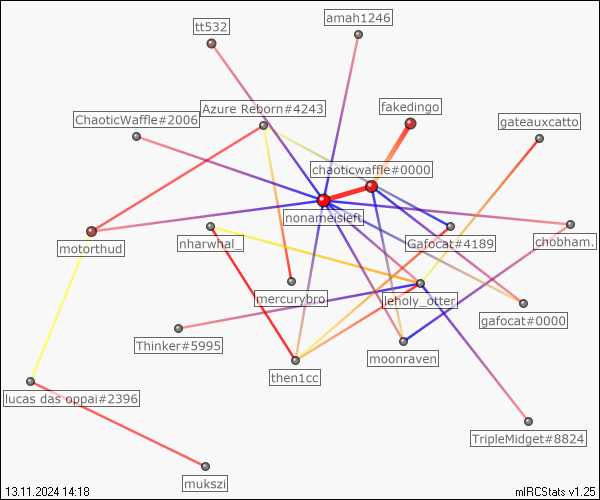 amah1246
tt532
fakedingo
Azure Reborn#4243
ChaoticWaffle#2006
gateauxcatto
chaoticwaffle#0000
nonameisleft
motorthud
nharwhal_
Gafocat#4189
chobham.
mercurybro
leholy_otter
gafocat#0000
Thinker#5995
moonraven
then1cc
lucas das oppai#2396
TripleMidget#8824
mukszi
13.11.2024 14:18
mIRCStats v1.25